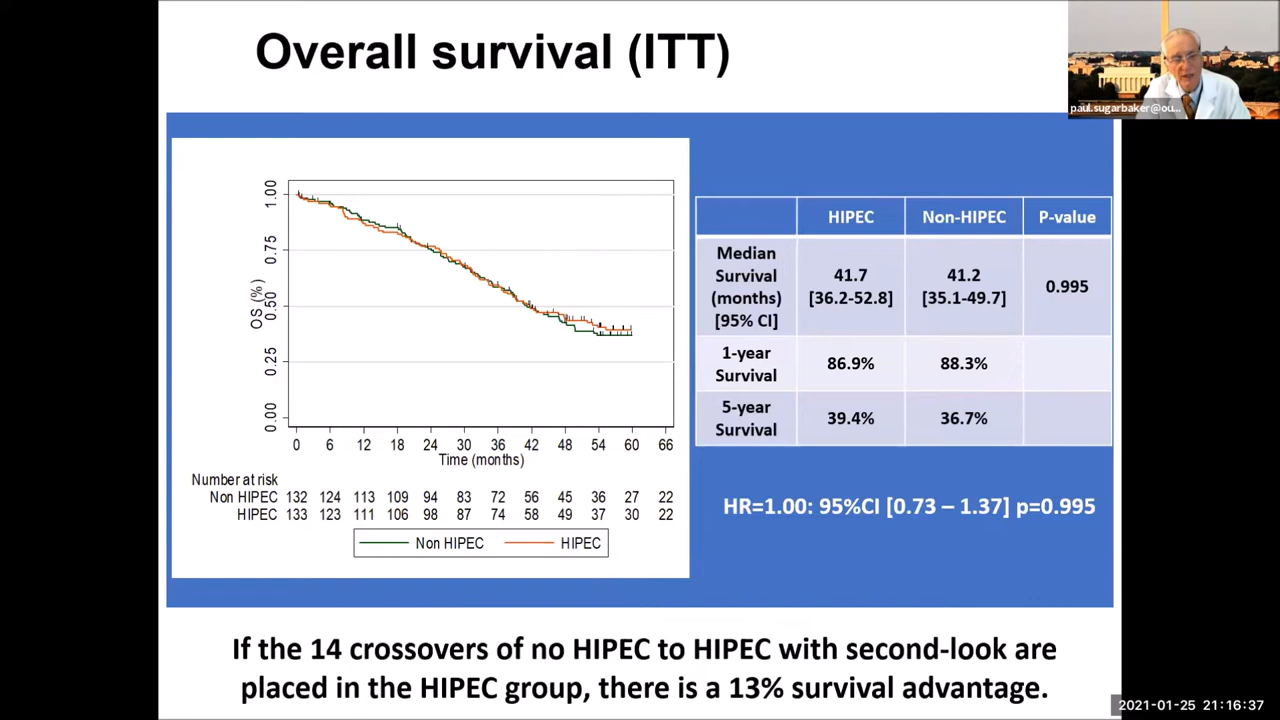 Overall survival (ITT)
paul.sugarbaker@ou...
1.00
0.75
0.50
0.25
0.00
OS (%)
0 6 12 18 24 30 36 42 48 54 60 66
Time (months)
Number at risk
Non HIPEC 132 124 113 109 94 83 72 56 45 36 27 22
HIPEC 133 123 111 106 98 87 74 58 49 37 30 22
Non HIPEC HIPEC
HIPEC Non-HIPEC P-value
Median
Survival
(months)
[95% CI]
41.7
[36.2-52.8]
41.2
[35.1-49.7]
0.995
1-year
Survival
86.9% 88.3%
5-year
Survival
39.4% 36.7%
HR=1.00: 95%CI [0.73 – 1.37] p=0.995
If the 14 crossovers of no HIPEC to HIPEC with second-look are
placed in the HIPEC group, there is a 13% survival advantage.
2021-01-25 21:16:37